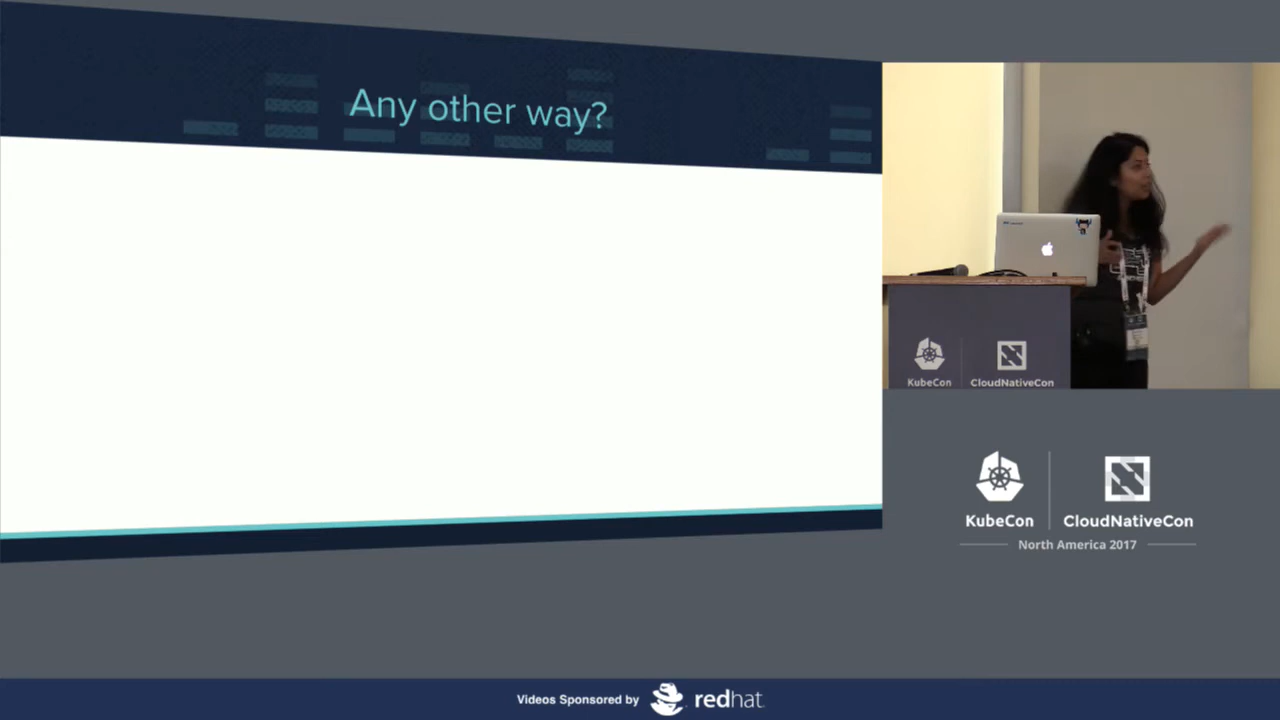 Any other way?
KubeCon
CloudNativeCon
KubeCon
CloudNativeCon
North America 2017
Videos Sponsored by
redhat